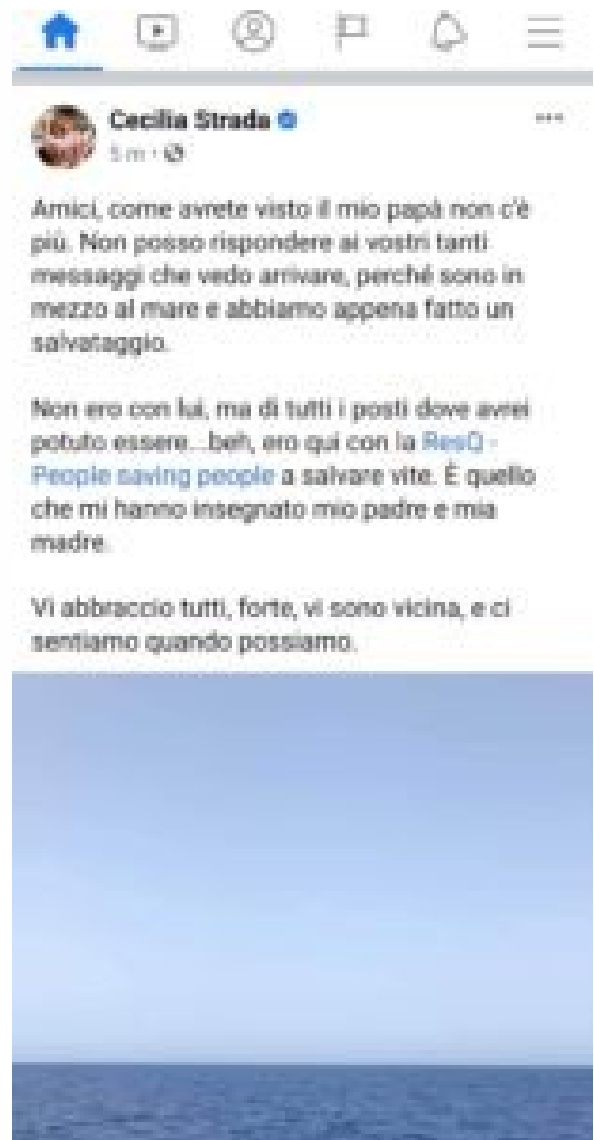 Cecilia Strada
5 m
Amici, come avrete visto il mio papà non c'è
più. Non posso rispondere ai vostri tanti
messaggi che vedo arrivare, perché sono in
mezzo al mare e abbiamo appena fatto un
salvataggio.
Non ero con lui, ma di tutti i posti dove avrei
potuto essere...beh, ero qui con la ResQ -
People saving people a salvare vite. È quello
che mi hanno insegnato mio padre e mia
madre.
Vi abbraccio tutti, forte, vi sono vicina, e ci
sentiamo quando possiamo.